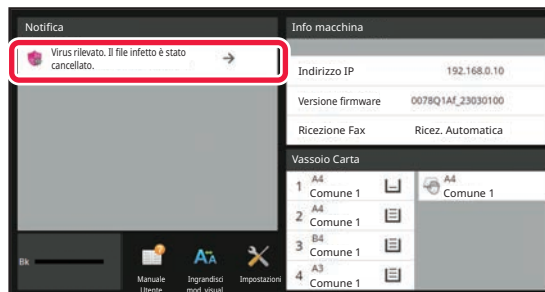 Notifica
Virus rilevato. Il file infetto è stato
cancellato.
Info macchina
Indirizzo IP 192.168.0.10
Versione firmware 0078Q1Af_23030100
Ricezione Fax Ricez. Automatica
Vassoio Carta
1 A4
Comune 1
A4
Comune 1
2 A4
Comune 1
3 B4
Comune 1
4 A3
Comune 1
Bk
Manuale
Utente
Ingrandisci
mod. visual
Impostazioni